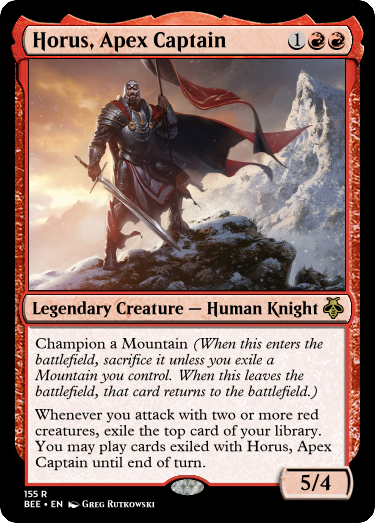 Horus, Apex Captain 1
Legendary Creature — Human Knight
Champion a Mountain (When this enters the
battlefield, sacrifice it unless you exile a
Mountain you control. When this leaves the
battlefield, that card returns to the battlefield.)
Whenever you attack with two or more red
creatures, exile the top card of your library.
You may play cards exiled with Horus, Apex
Captain until end of turn.
5/4
155 R
BEE • EN Greg Rutkowski